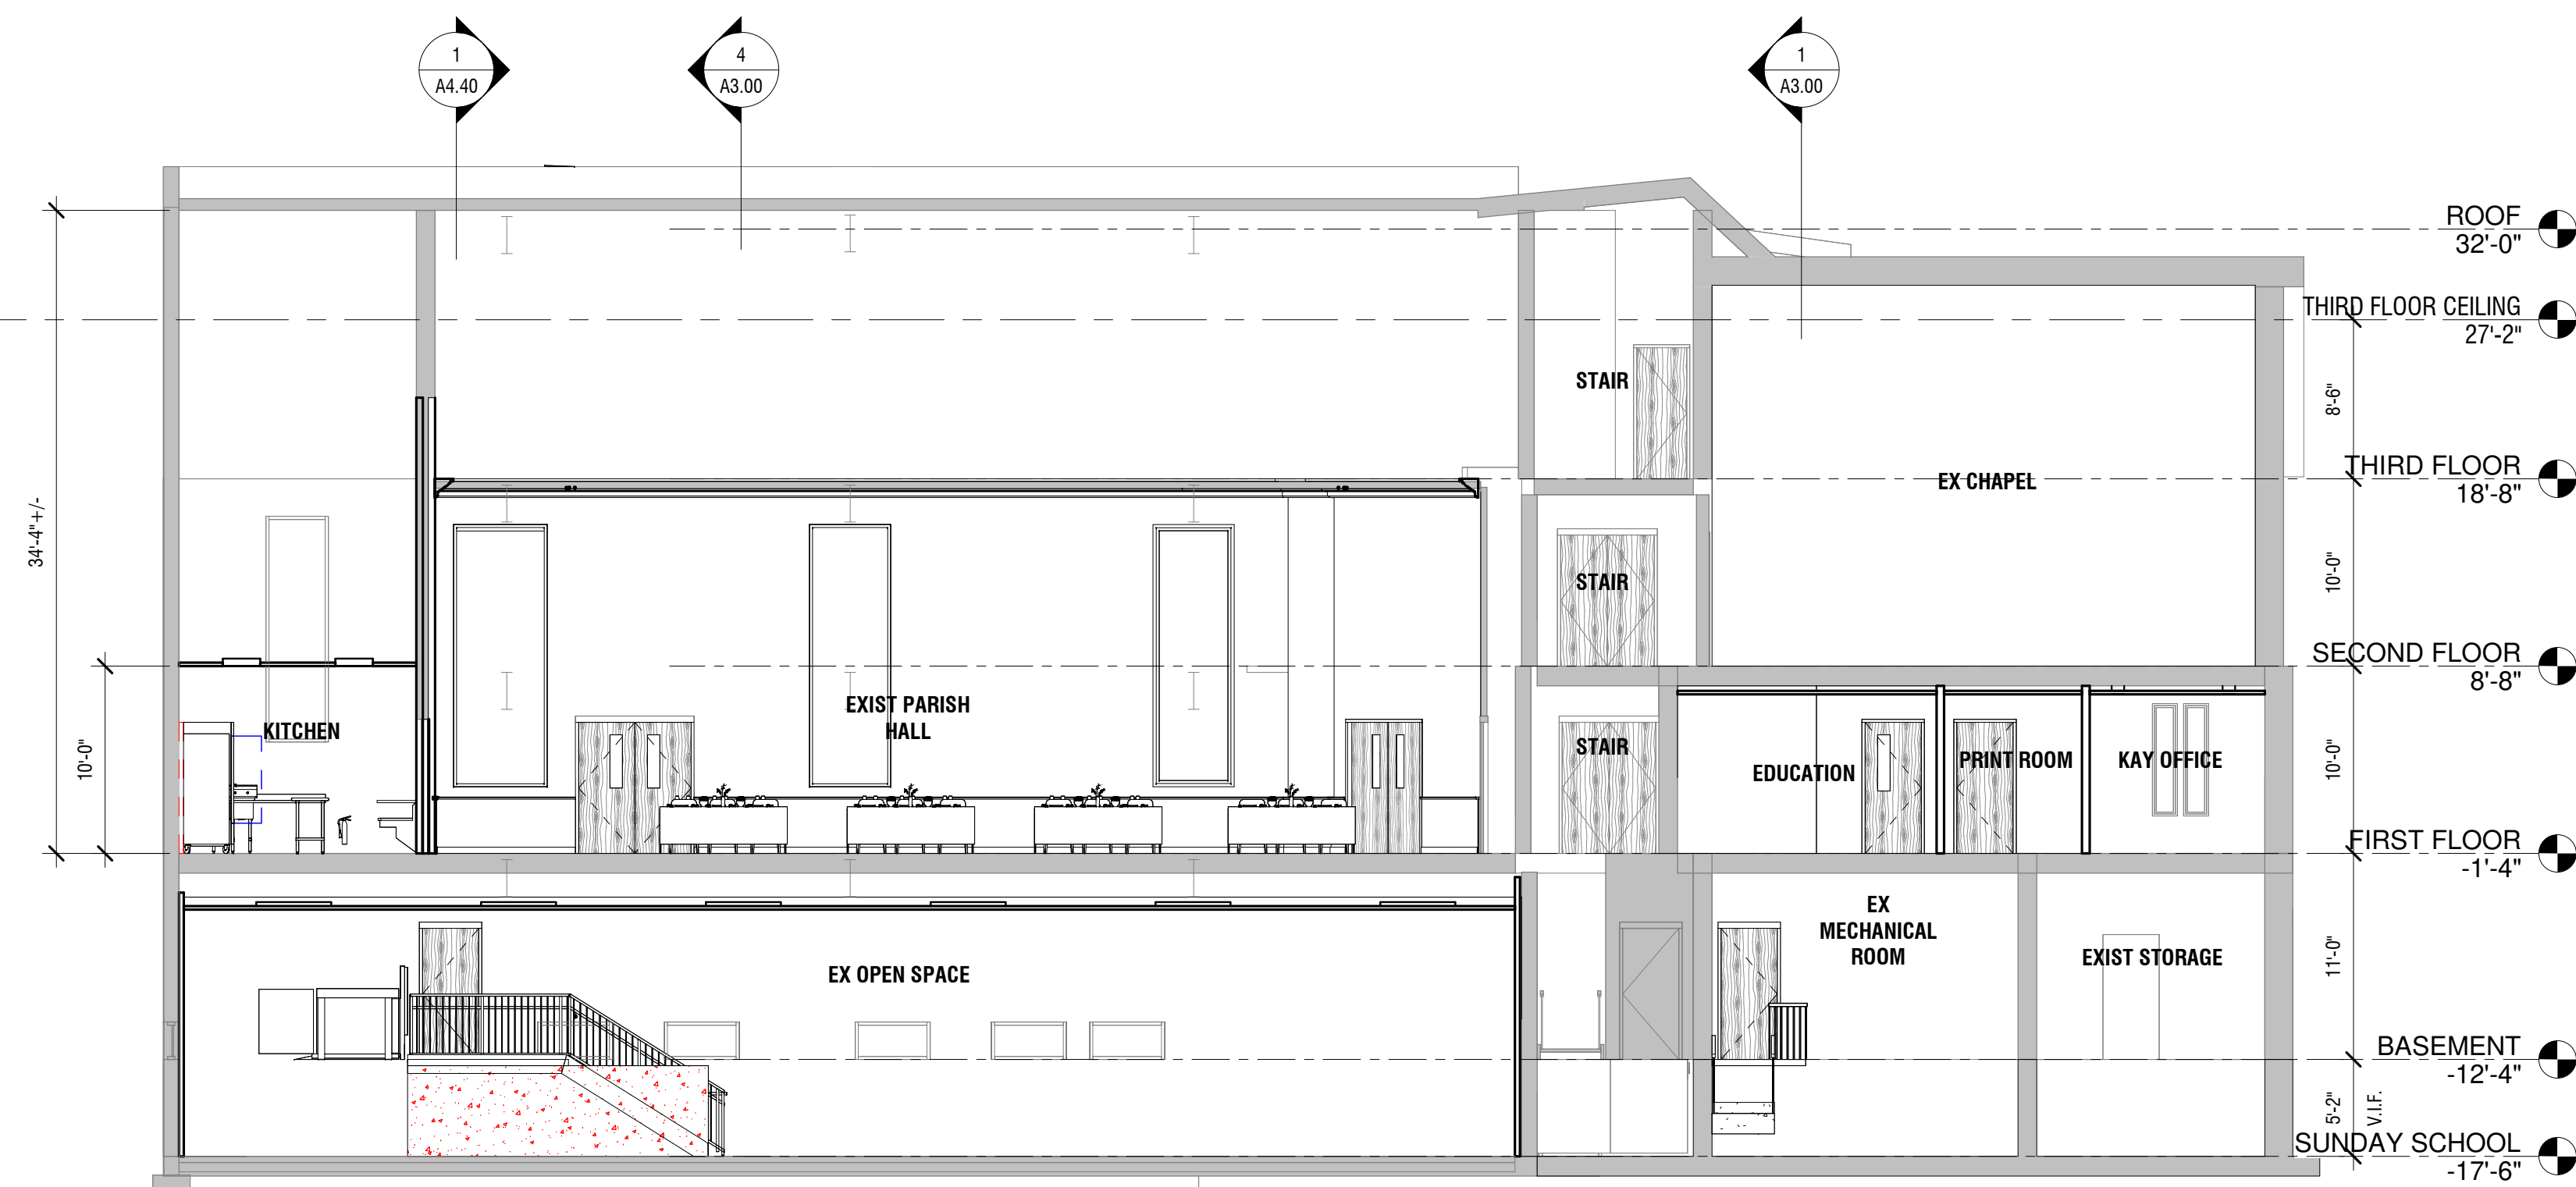 1
A4.40
4
A3.00
1
A3.00
ROOF
32'-0"
THIRD FLOOR CEILING
27'-2"
STAIR
8'-6"
THIRD FLOOR
18'-8"
EX CHAPEL
34'-4"+/-
STAIR
10'-0"
SECOND FLOOR
8'-8"
EXIST PARISH
HALL
KITCHEN
10'-0"
STAIR
EDUCATION
PRINT ROOM
KAY OFFICE
10'-0"
FIRST FLOOR
-1'-4"
EX
MECHANICAL
ROOM
EX OPEN SPACE
EXIST STORAGE
11'-0"
BASEMENT
-12'-4"
5'-2"
V.I.F.
SUNDAY SCHOOL
-17'-6"